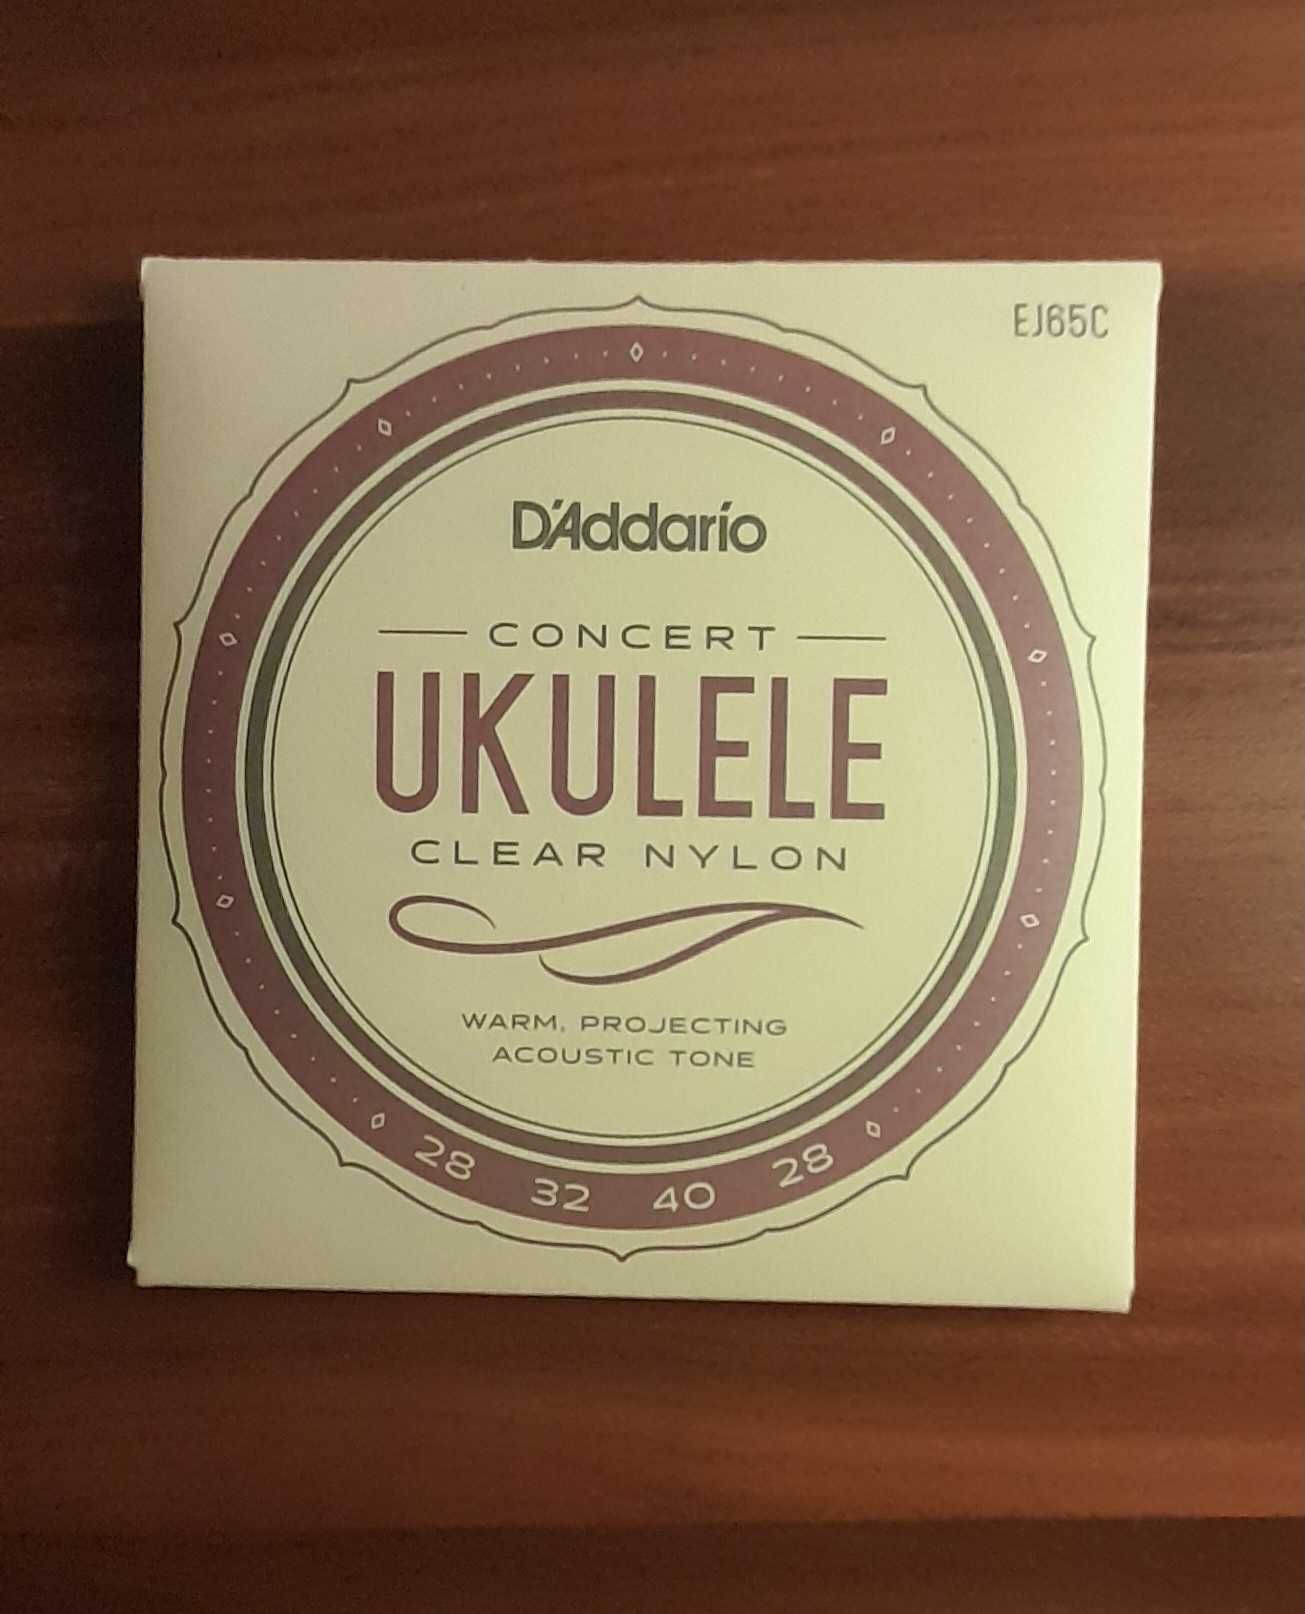 EJ65C
D'Addario
CONCERT
UKULELE
CLEAR NYLON
WARM, PROJECTING
ACOUSTIC TONE
28 32 40 28